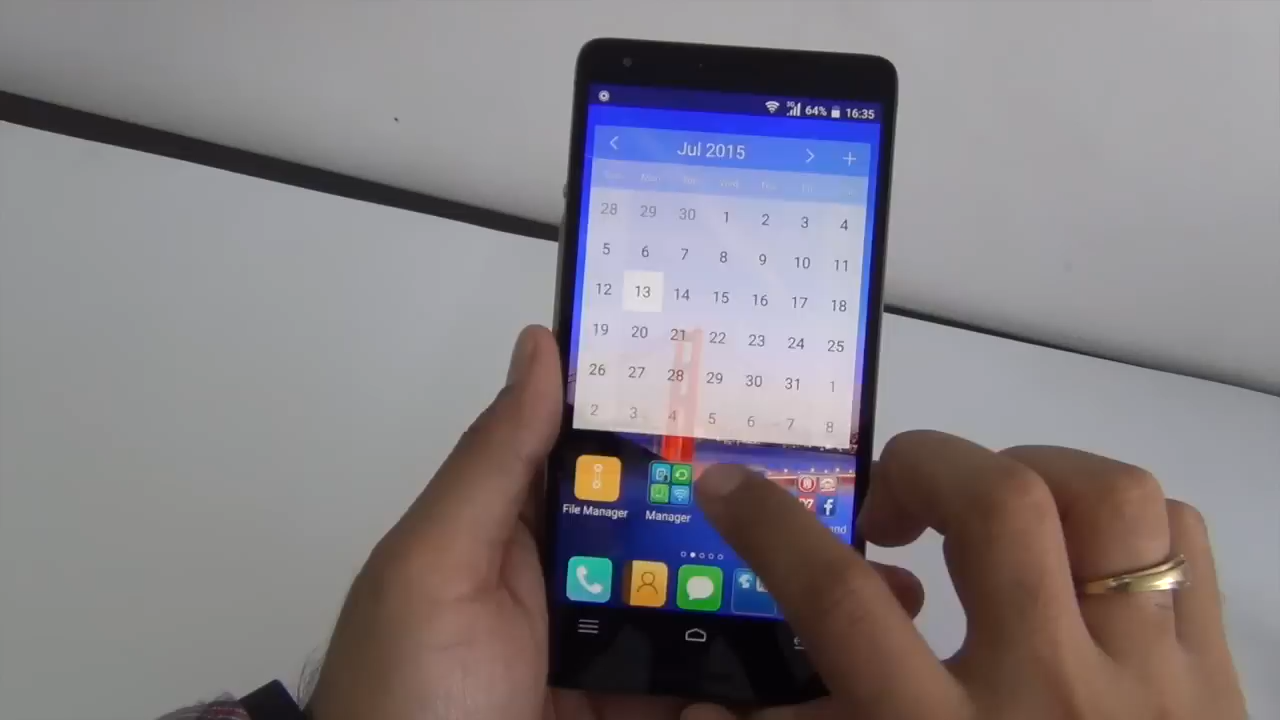 3G 64% 16:35
< Jul 2015 > +
Mon
28 29 30 1 2 3 4
5 6 7 8 9 10 11
12 13 14 15 16 17 18
19 20 21 22 23 24 25
26 27 28 29 30 31 1
2 3 4 5 6 7 8
File Manager
Manager